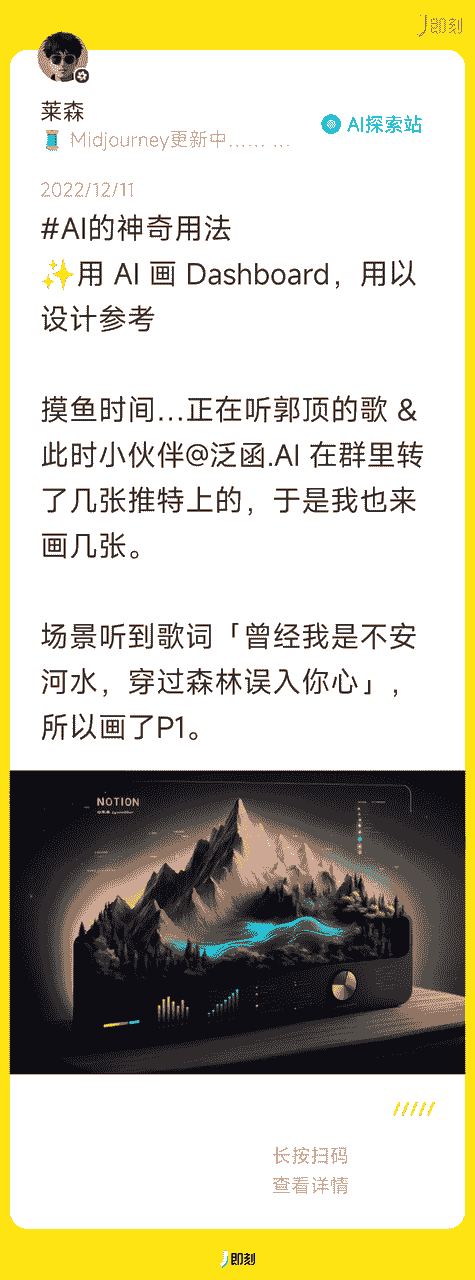 即刻
莱森
Midjourney更新中…… …
AI探索站
2022/12/11
#AI的神奇用法
✨用 AI 画 Dashboard，用以
设计参考
摸鱼时间…正在听郭顶的歌 &
此时小伙伴@泛函.AI 在群里转
了几张推特上的，于是我也来
画几张。
场景听到歌词「曾经我是不安
河水，穿过森林误入你心」，
所以画了P1。
NOTION
长按扫码
查看详情
即刻